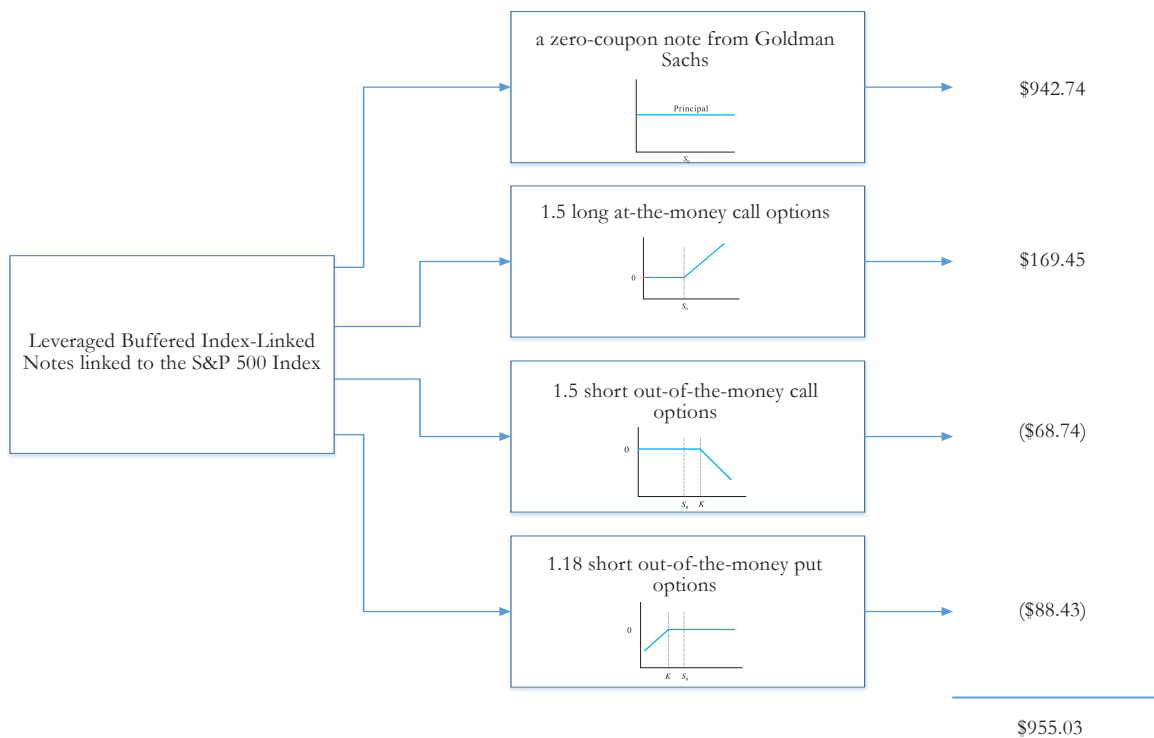 a zero-coupon note from Goldman
Sachs
Principal
S₀
$942.74
1.5 long at-the-money call options
0
S₀
$169.45
Leveraged Buffered Index-Linked
Notes linked to the S&P 500 Index
1.5 short out-of-the-money call
options
0
S₀ K
($68.74)
1.18 short out-of-the-money put
options
0
K S₀
($88.43)
$955.03